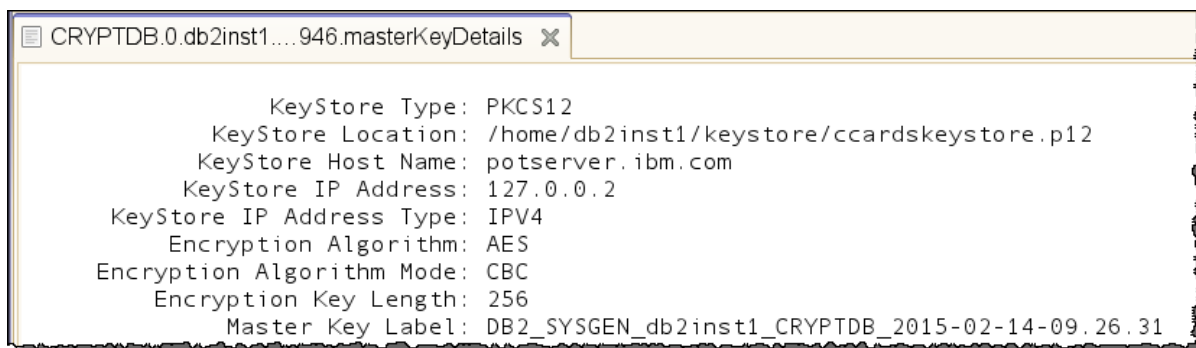 CRYPTDB.0.db2inst1....946.masterKeyDetails
KeyStore Type: PKCS12
KeyStore Location: /home/db2inst1/keystore/ccardskeystore.p12
KeyStore Host Name: potserver.ibm.com
KeyStore IP Address: 127.0.0.2
KeyStore IP Address Type: IPV4
Encryption Algorithm: AES
Encryption Algorithm Mode: CBC
Encryption Key Length: 256
Master Key Label: DB2_SYSGEN_db2inst1_CRYPTDB_2015-02-14-09.26.31